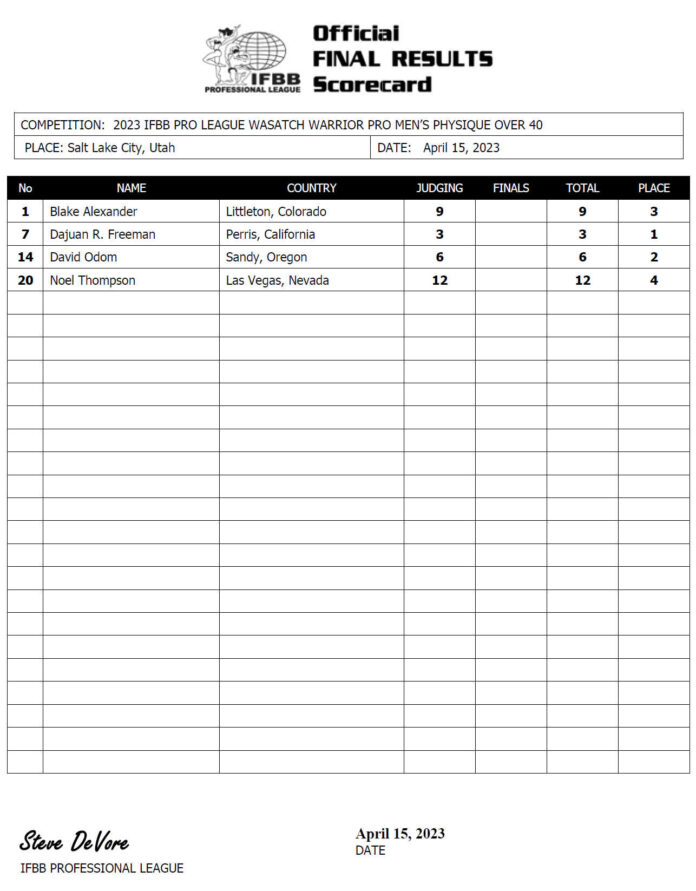 Official
FINAL RESULTS
Scorecard
IFBB
PROFESSIONAL LEAGUE
COMPETITION: 2023 IFBB PRO LEAGUE WASATCH WARRIOR PRO MEN'S PHYSIQUE OVER 40
PLACE: Salt Lake City, Utah DATE: April 15, 2023
No NAME COUNTRY JUDGING FINALS TOTAL PLACE
1 Blake Alexander Littleton, Colorado 9 9 3
7 Dajuan R. Freeman Perris, California 3 3 1
14 David Odom Sandy, Oregon 6 6 2
20 Noel Thompson Las Vegas, Nevada 12 12 4
Steve DeVore
IFBB PROFESSIONAL LEAGUE
April 15, 2023
DATE